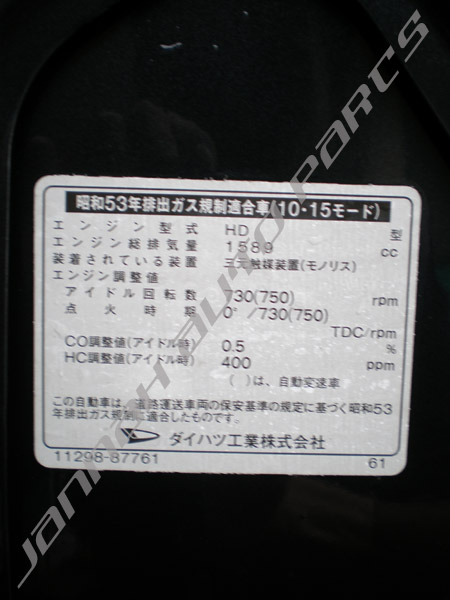 昭和53年排出ガス規制適合車(10・15モード)
エンジン型式 HD 型
エンジン総排気量 1589 cc
装着されている装置 三元触媒装置(モノリス)
エンジン調整値
アイドル回転数 730(750) rpm
点火時期 0°/730(750)
TDC/rpm
CO調整値(アイドル時) 0.5 %
HC調整値(アイドル時) 400 ppm
( )は、自動変速車
この自動車は、道路運送車両の保安基準の規定に基づく昭和53
年排出ガス規制に適合したものです。
ダイハツ工業株式会社
11298-87761 61
JANNAH AUTO PARTS